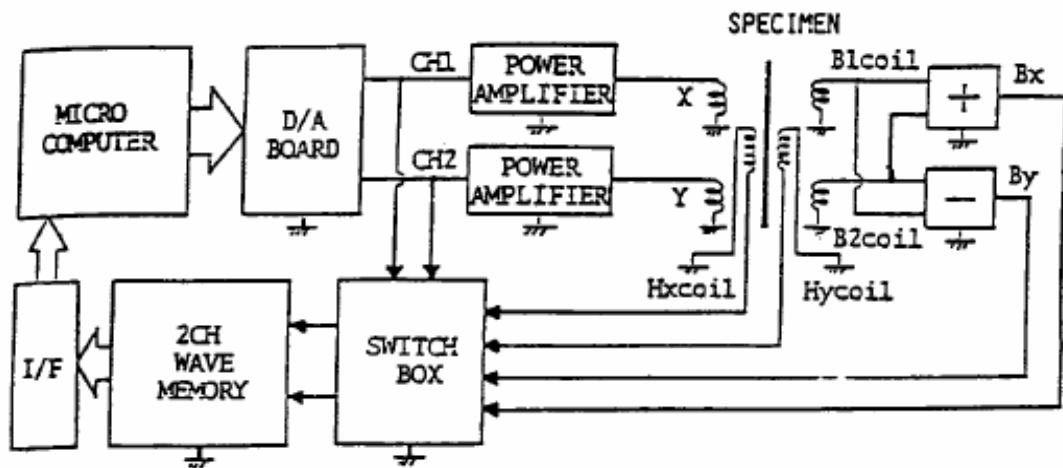 SPECIMEN
MICRO
COMPUTER
D/A
BOARD
CH1
POWER
AMPLIFIER
X
B1coil
+
Bx
CH2
POWER
AMPLIFIER
Y
B2coil
−
By
Hxcoil
Hycoil
I/F
2CH
WAVE
MEMORY
SWITCH
BOX